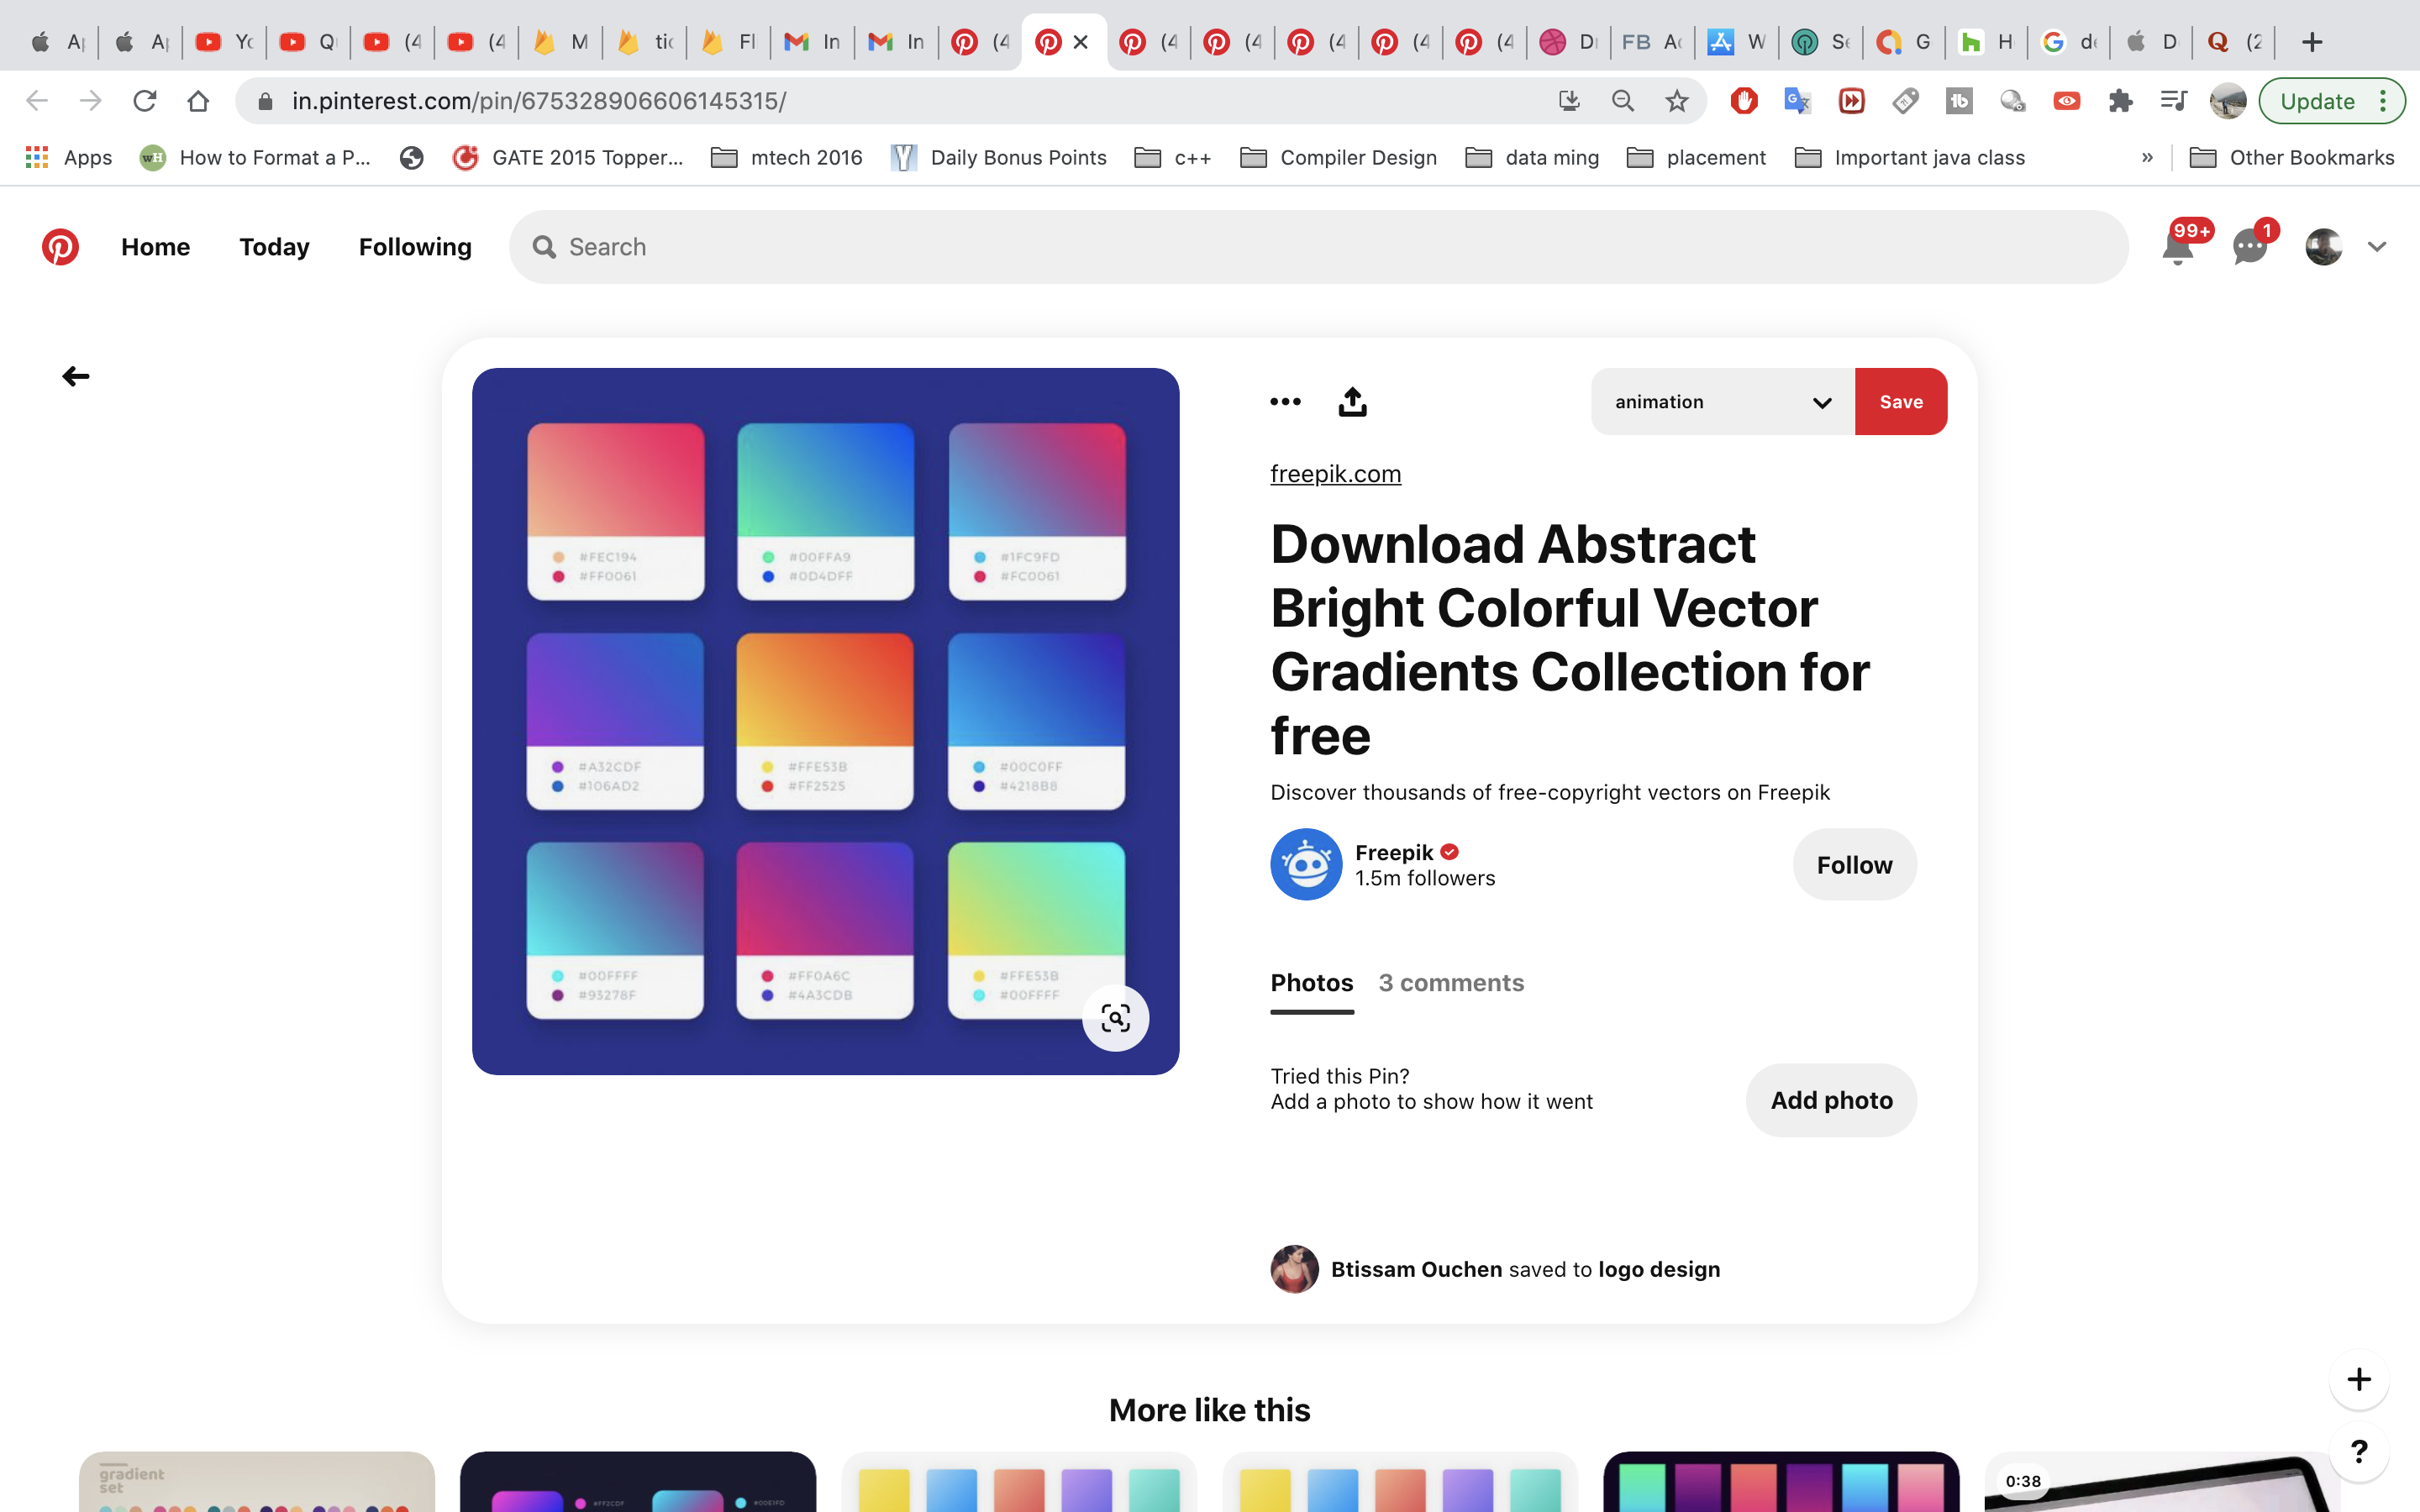 Ap
Ap
Yo
Q
(4
(4
M
tic
Fl
In
In
(4
(4
(4
(4
(4
(4
D
FB
W
G
H
D
(2
in.pinterest.com/pin/675328906606145315/
Update
Apps
How to Format a P...
GATE 2015 Topper...
mtech 2016
Daily Bonus Points
c++
Compiler Design
data ming
placement
Important java class
»
Other Bookmarks
Home
Today
Following
Search
99+
1
animation
Save
freepik.com
Download Abstract
Bright Colorful Vector
Gradients Collection for
free
Discover thousands of free-copyright vectors on Freepik
Freepik
1.5m followers
Follow
Photos
3 comments
Tried this Pin?
Add a photo to show how it went
Add photo
Btissam Ouchen saved to logo design
#FEC194
#FF0061
#00FFA9
#0D4DFF
#1FC9FD
#FC0061
#A32CDF
#106AD2
#FFE53B
#FF2525
#00C0FF
#4218B8
#00FFFF
#93278F
#FF0A6C
#4A3CDB
#FFE53B
#00FFFF
More like this
gradient
set
#FF2CDF
#00E1FD
0:38
?